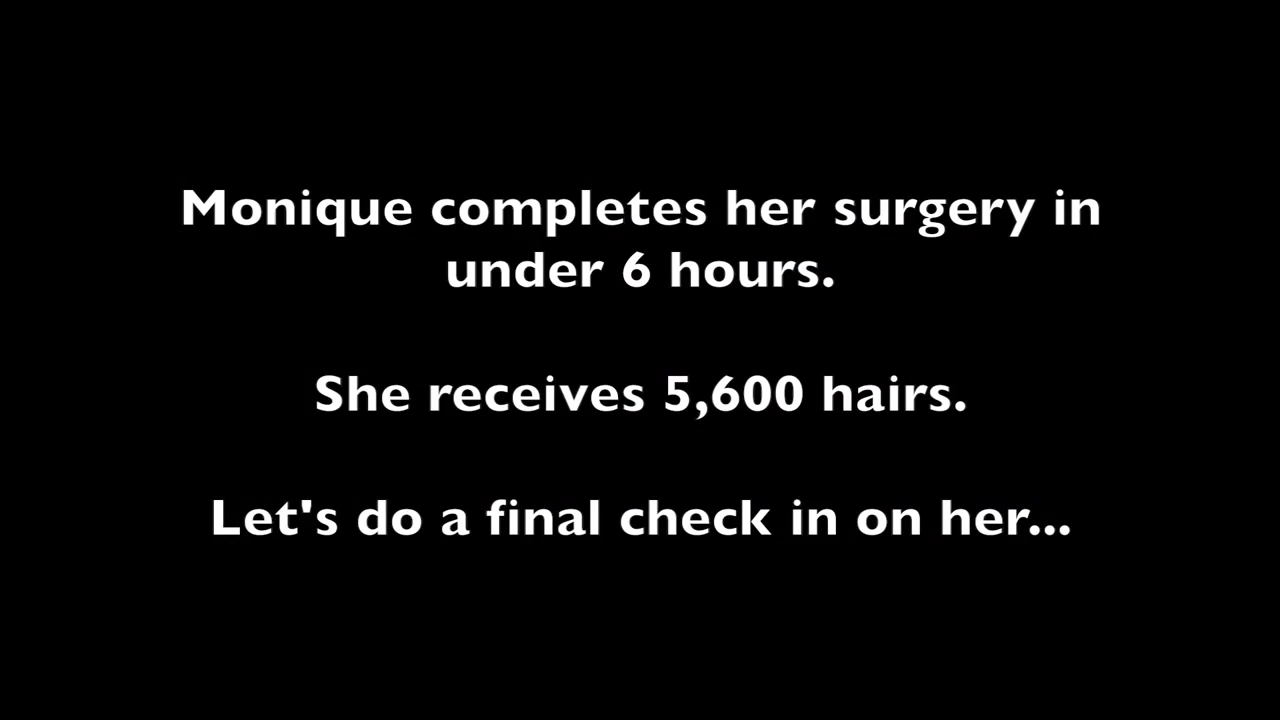 Monique completes her surgery in
under 6 hours.
She receives 5,600 hairs.
Let's do a final check in on her...